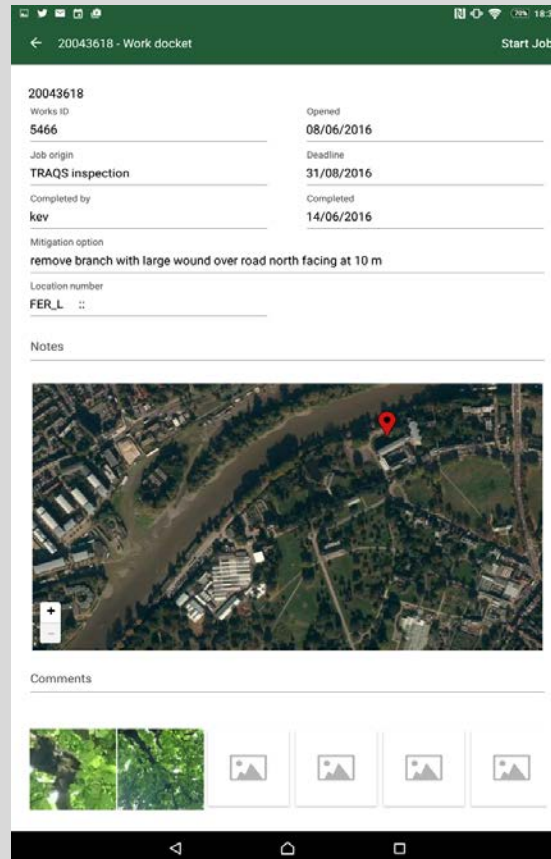 70% 18:3
20043618 - Work docket Start Job
20043618
Works ID Opened
5466 08/06/2016
Job origin Deadline
TRAQS inspection 31/08/2016
Completed by Completed
kev 14/06/2016
Mitigation option
remove branch with large wound over road north facing at 10 m
Location number
FER_L ::
Notes
+
-
Comments